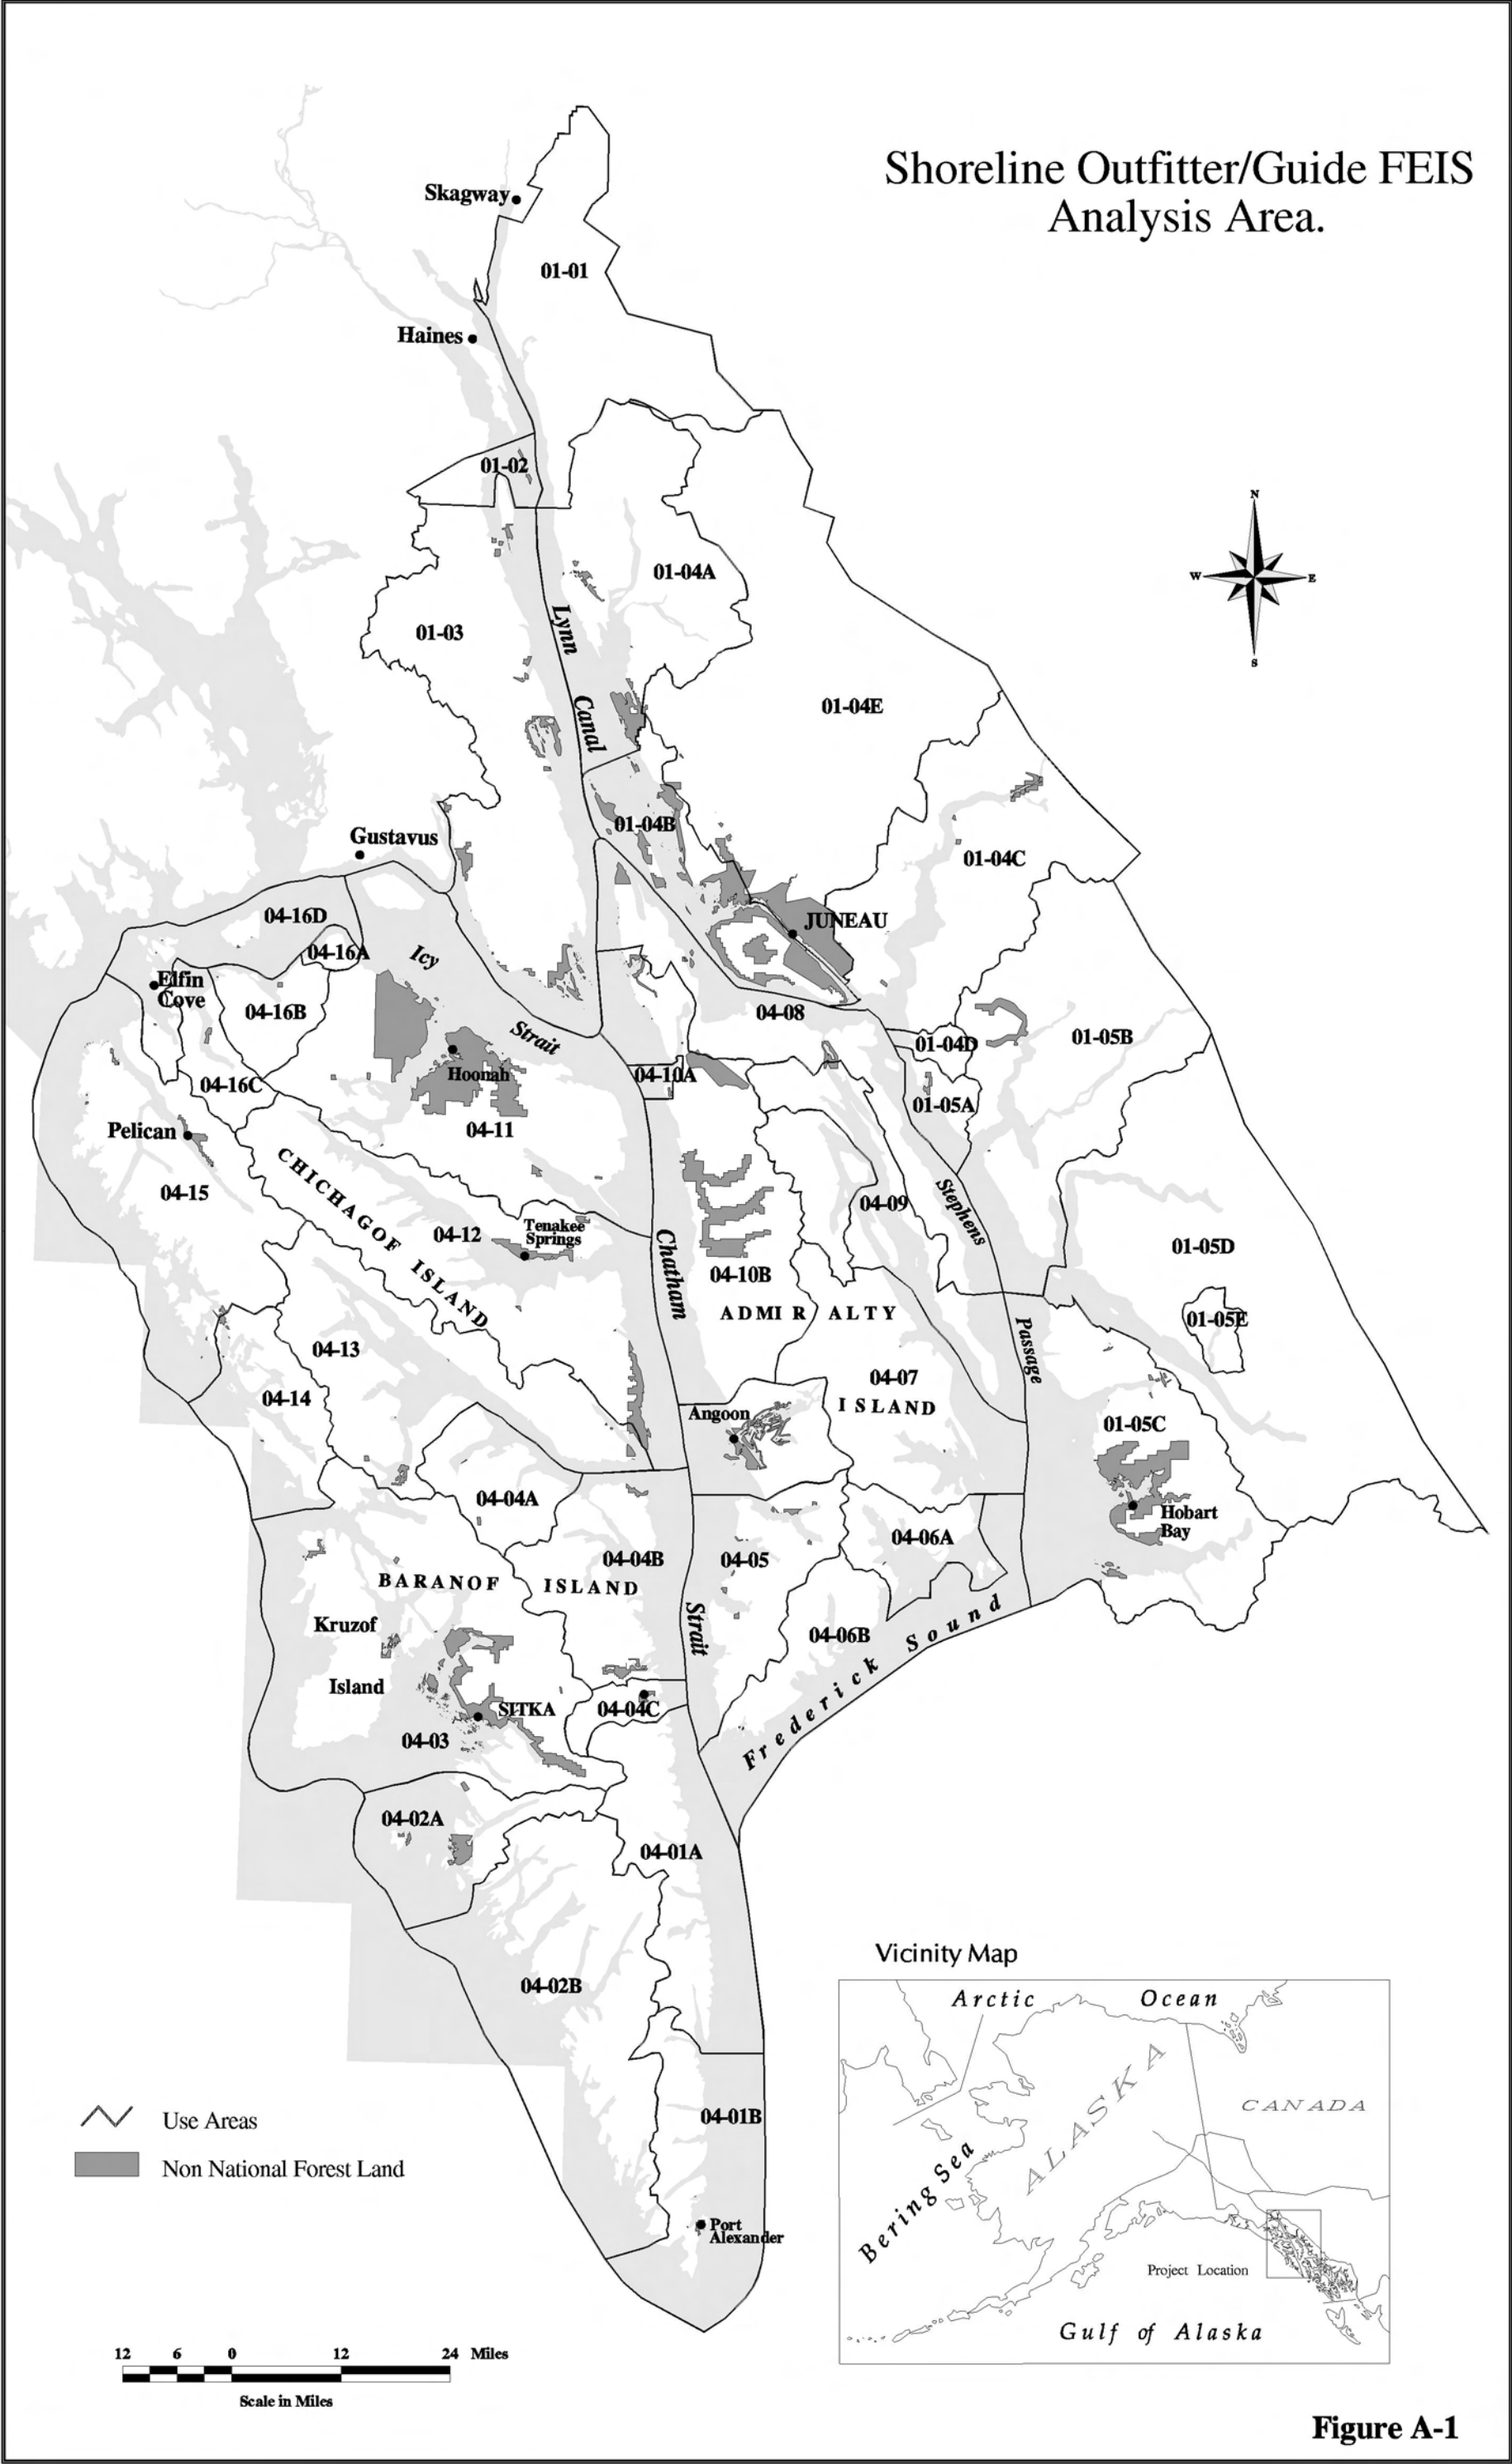 Shoreline Outfitter/Guide FEIS
Analysis Area.
Skagway
01-01
Haines
01-02
N
W
E
S
01-04A
01-03
Lynn
Canal
01-04E
01-04B
Gustavus
01-04C
04-16D
JUNEAU
04-16A
Icy
Elfin
Cove
04-16B
04-08
Strait
01-04D
01-05B
Hoonah
04-10A
04-16C
01-05A
Pelican
04-11
CHICHAGOF ISLAND
04-15
04-09
Stephens
04-12
Tenakee
Springs
Chatham
01-05D
04-10B
ADMIRALTY
01-05E
Passage
04-13
04-07
04-14
ISLAND
Angoon
01-05C
04-04A
Hobart
Bay
04-06A
04-04B
04-05
BARANOF ISLAND
Strait
Kruzof
Island
04-06B
Frederick Sound
SITKA
04-04C
04-03
04-02A
04-01A
04-02B
04-01B
Port
Alexander
Vicinity Map
Arctic Ocean
ALASKA
CANADA
Bering Sea
Project Location
Gulf of Alaska
Use Areas
Non National Forest Land
12 6 0 12 24 Miles
Scale in Miles
Figure A-1